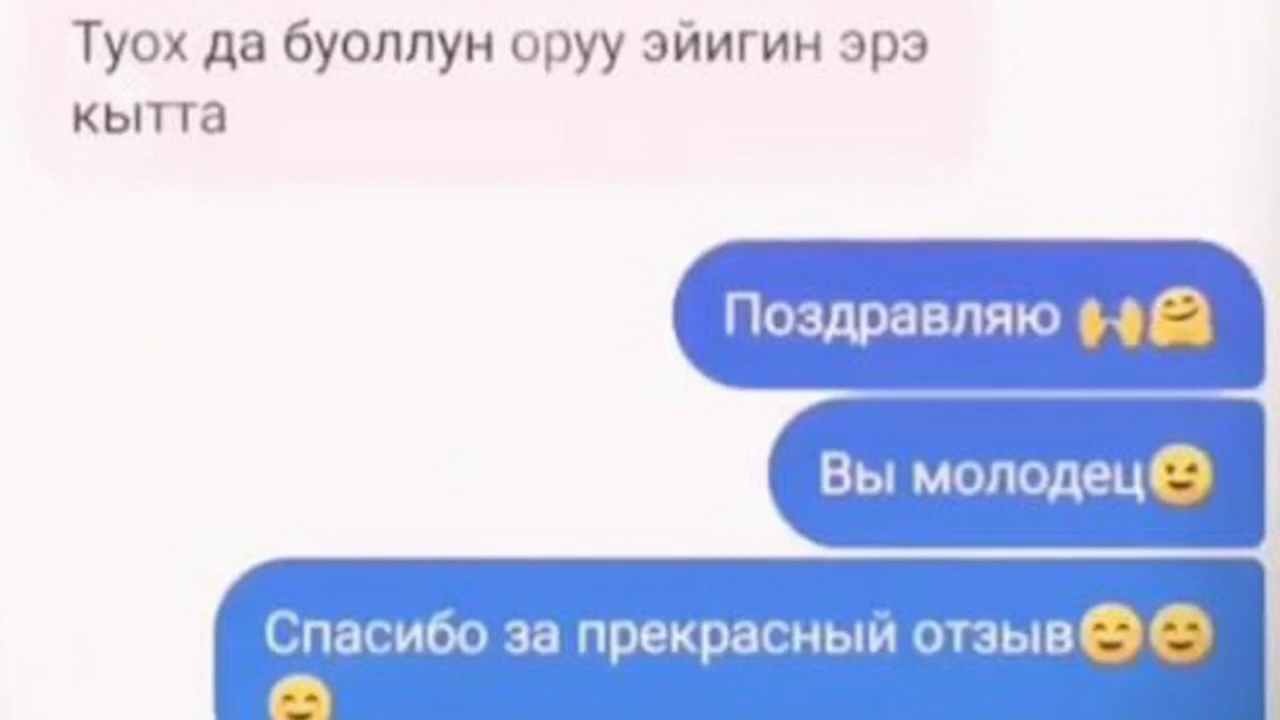 Туох да буоллун оруу эйигин эрэ
кытта
Поздравляю 🙌🤗
Вы молодец😉
Спасибо за прекрасный отзыв😊😊
😊